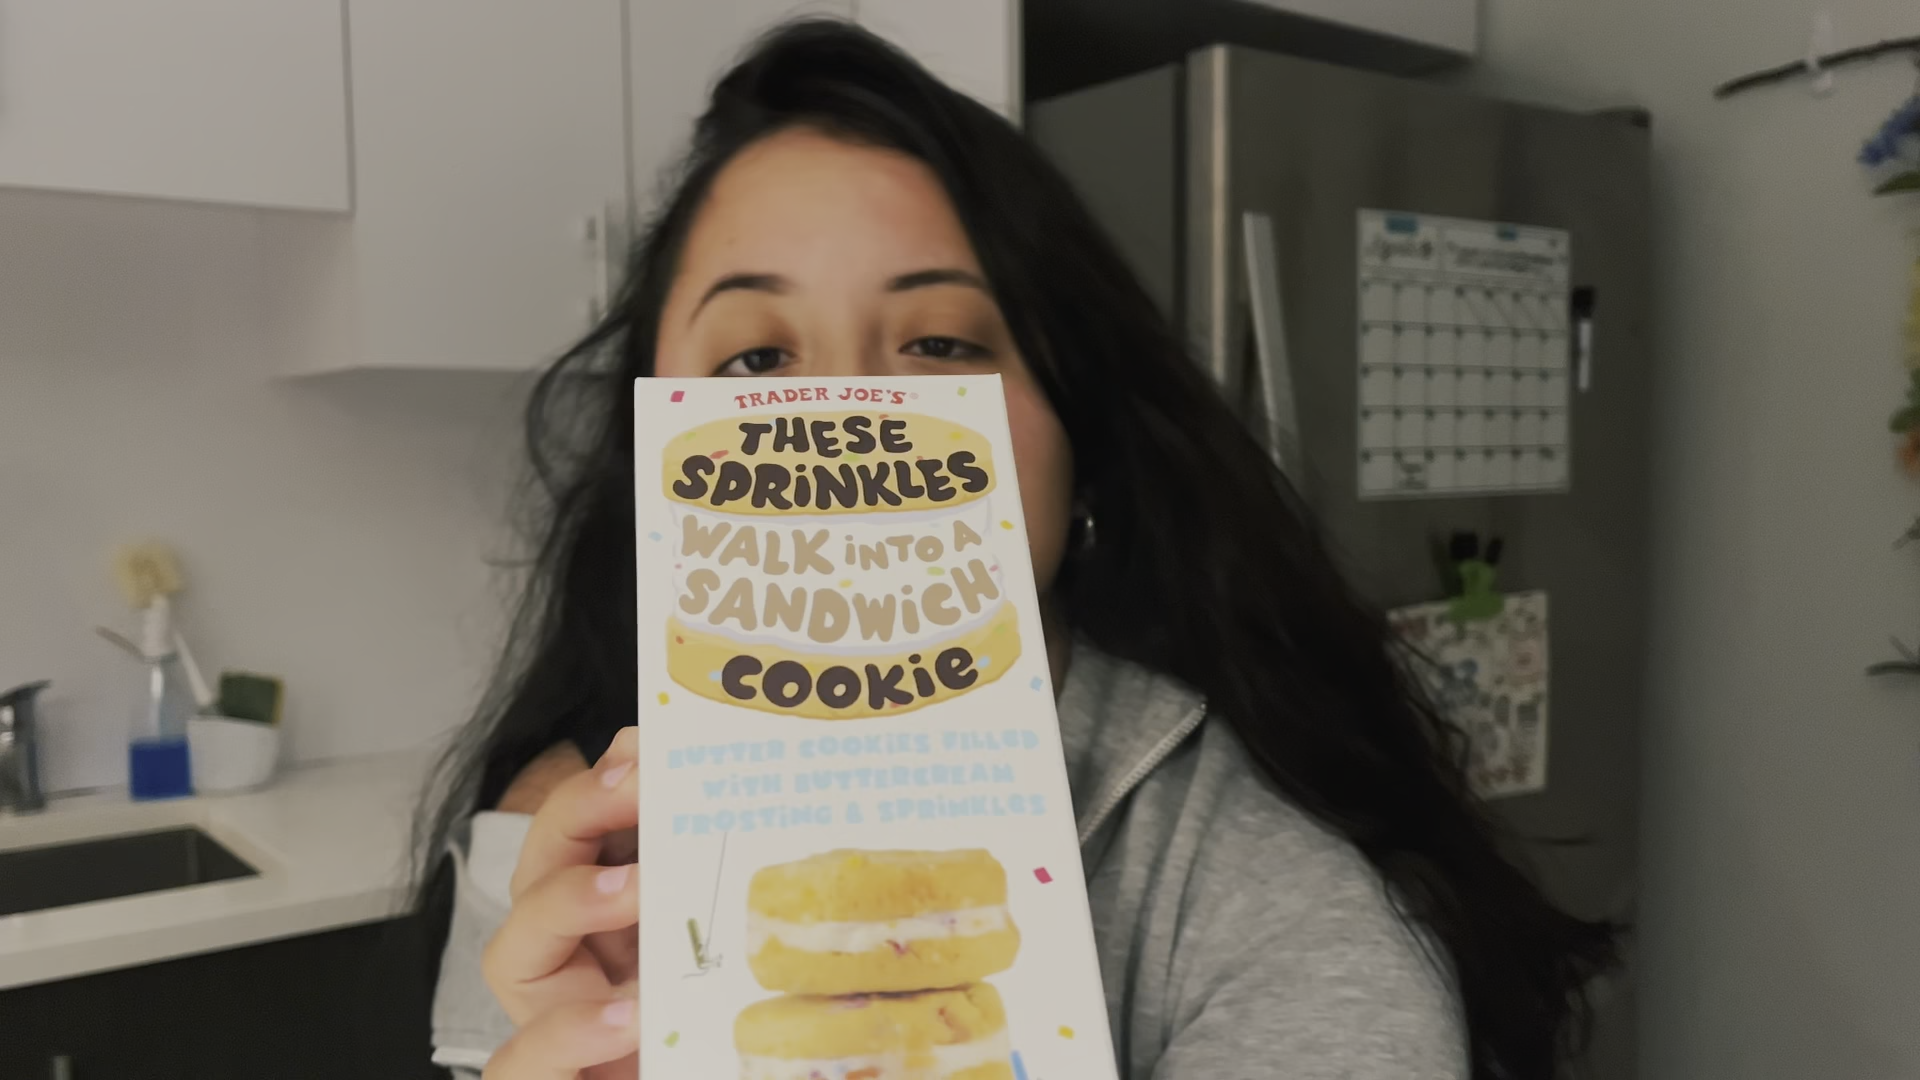 TRADER JOE'S
THESE
SPRiNKLES
WALK iNTO A
SANDWiCH
COOKie
BUTTER COOKiES FILLED
WiTH BUTTERCREAM
FROSTiNG & SPRiNKLES